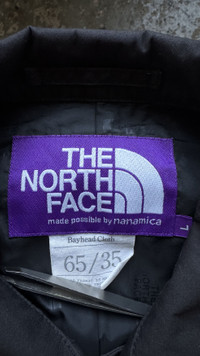 THE
NORTH
FACE
made possible by nanamica
L
Bayhead Cloth
65/35